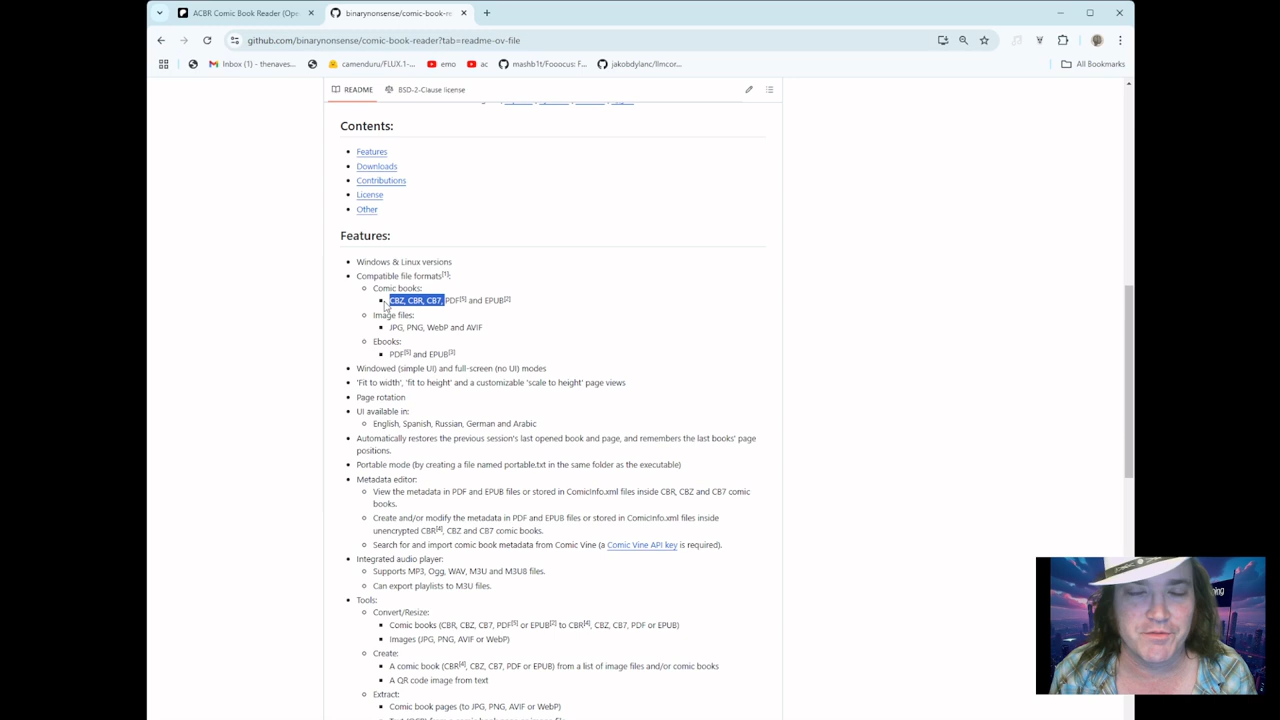 ACBR Comic Book Reader (Ope
binarynonsense/comic-book-re
github.com/binarynonsense/comic-book-reader?tab=readme-ov-file
Inbox (1) - thenaves...
camenduru/FLUX.1-...
emo
ac
mashb1t/Fooocus: F...
jakobdylanc/llmcor...
All Bookmarks
README
BSD-2-Clause license
Contents:
Features
Downloads
Contributions
License
Other
Features:
Windows & Linux versions
Compatible file formats[1]:
Comic books:
CBZ, CBR, CB7, PDF[5] and EPUB[2]
Image files:
JPG, PNG, WebP and AVIF
Ebooks:
PDF[5] and EPUB[3]
Windowed (simple UI) and full-screen (no UI) modes
'Fit to width', 'fit to height' and a customizable 'scale to height' page views
Page rotation
UI available in:
English, Spanish, Russian, German and Arabic
Automatically restores the previous session's last opened book and page, and remembers the last books' page
positions.
Portable mode (by creating a file named portable.txt in the same folder as the executable)
Metadata editor:
View the metadata in PDF and EPUB files or stored in ComicInfo.xml files inside CBR, CBZ and CB7 comic
books.
Create and/or modify the metadata in PDF and EPUB files or stored in ComicInfo.xml files inside
unencrypted CBR[4], CBZ and CB7 comic books.
Search for and import comic book metadata from Comic Vine (a Comic Vine API key is required).
Integrated audio player:
Supports MP3, Ogg, WAV, M3U and M3U8 files.
Can export playlists to M3U files.
Tools:
Convert/Resize:
Comic books (CBR, CBZ, CB7, PDF[5] or EPUB[2] to CBR[4], CBZ, CB7, PDF or EPUB)
Images (JPG, PNG, AVIF or WebP)
Create:
A comic book (CBR[4], CBZ, CB7, PDF or EPUB) from a list of image files and/or comic books
A QR code image from text
Extract:
Comic book pages (to JPG, PNG, AVIF or WebP)